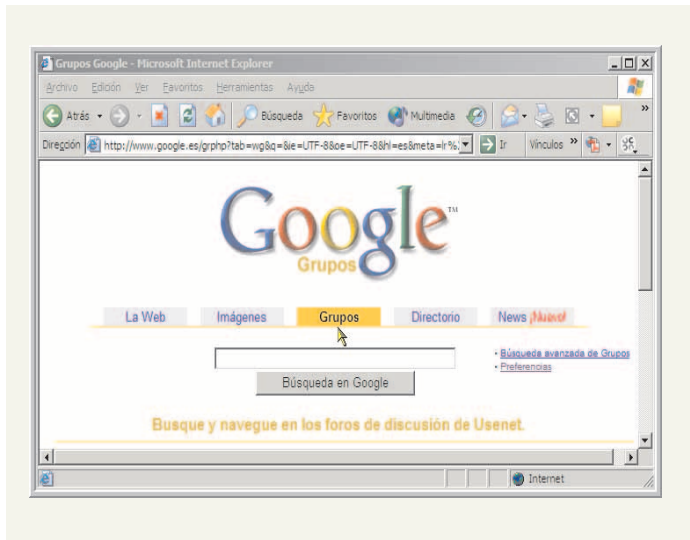 Grupos Google - Microsoft Internet Explorer
Archivo Edición Ver Favoritos Herramientas Ayuda
Atrás Búsqueda Favoritos Multimedia »
Dirección http://www.google.es/grphp?tab=wg&q=&ie=UTF-8&oe=UTF-8&hl=es&meta=lr%. Ir Vínculos »
Google™
Grupos
La Web Imágenes Grupos Directorio News ¡Nuevo!
• Búsqueda avanzada de Grupos
• Preferencias
Búsqueda en Google
Busque y navegue en los foros de discusión de Usenet.
Internet